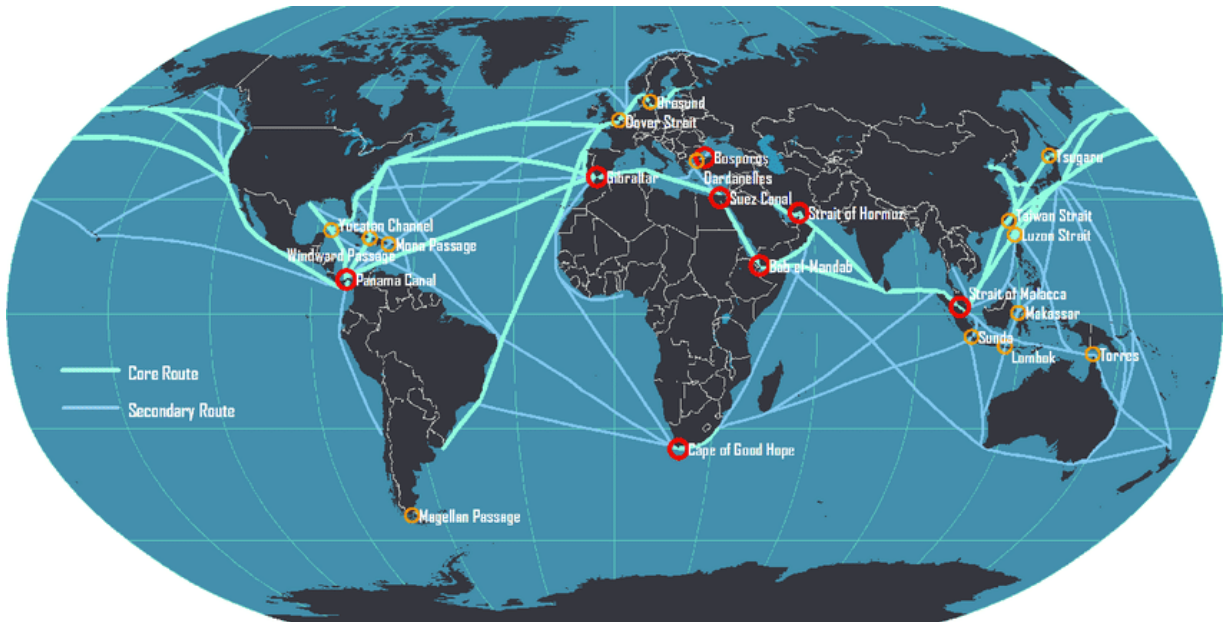 Oresund
Dover Strait
Bosporus
Dardanelles
Tsugaru
Gibraltar
Suez Canal
Strait of Hormuz
Taiwan Strait
Yucatan Channel
Luzon Strait
Mona Passage
Windward Passage
Bab el-Mandab
Panama Canal
Strait of Malacca
Makassar
Sunda
Lombok
Torres
Core Route
Secondary Route
Cape of Good Hope
Magellan Passage